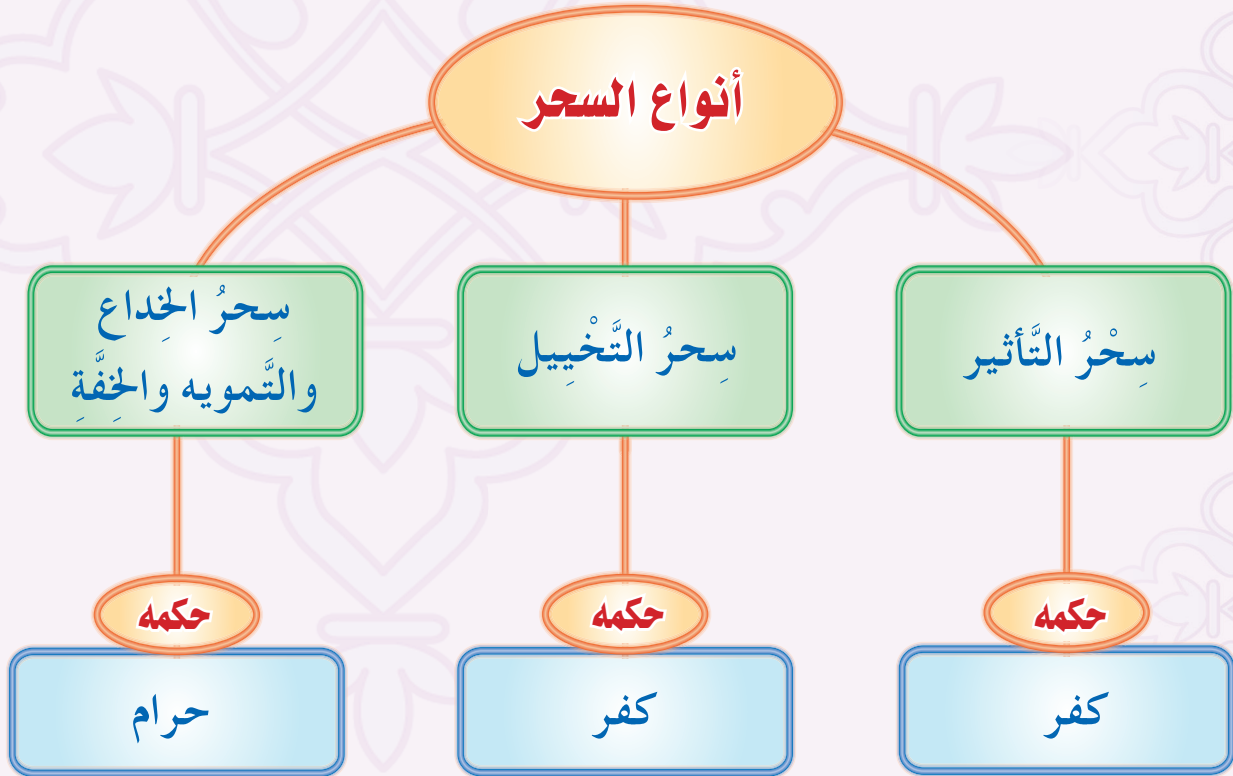 أنواع السحر
سِحْرُ التَّأثير
سِحرُ التَّخْيِيل
سِحرُ الخِداع
والتَّمويه والخِفَّةِ
حكمه
حكمه
حكمه
كفر
كفر
حرام